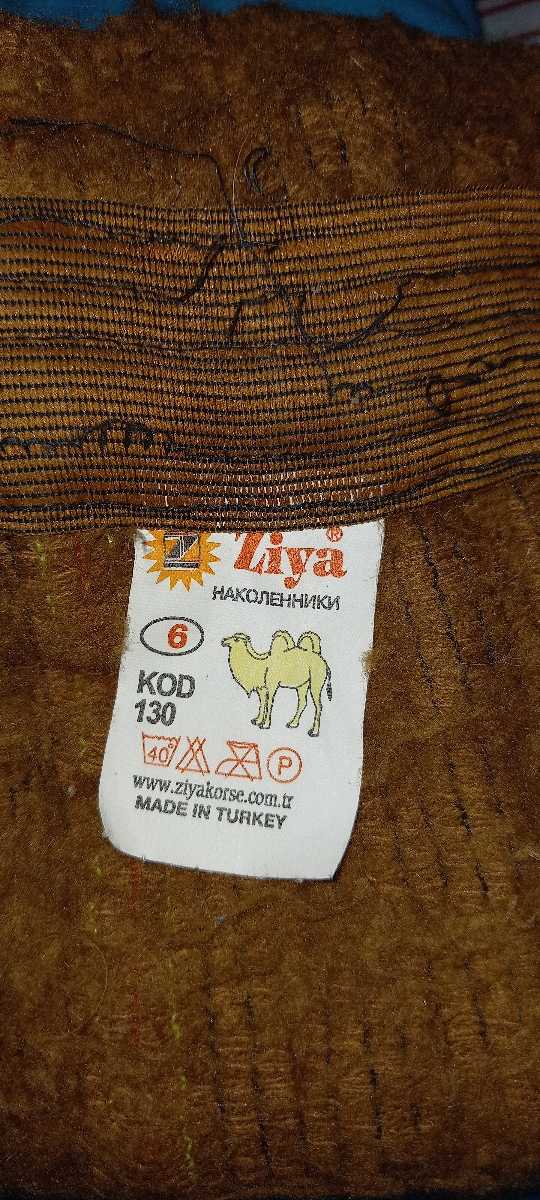 Z Ziya®
НАКОЛЕННИКИ
6
KOD
130
40° P
www.ziyakorse.com.tr
MADE IN TURKEY